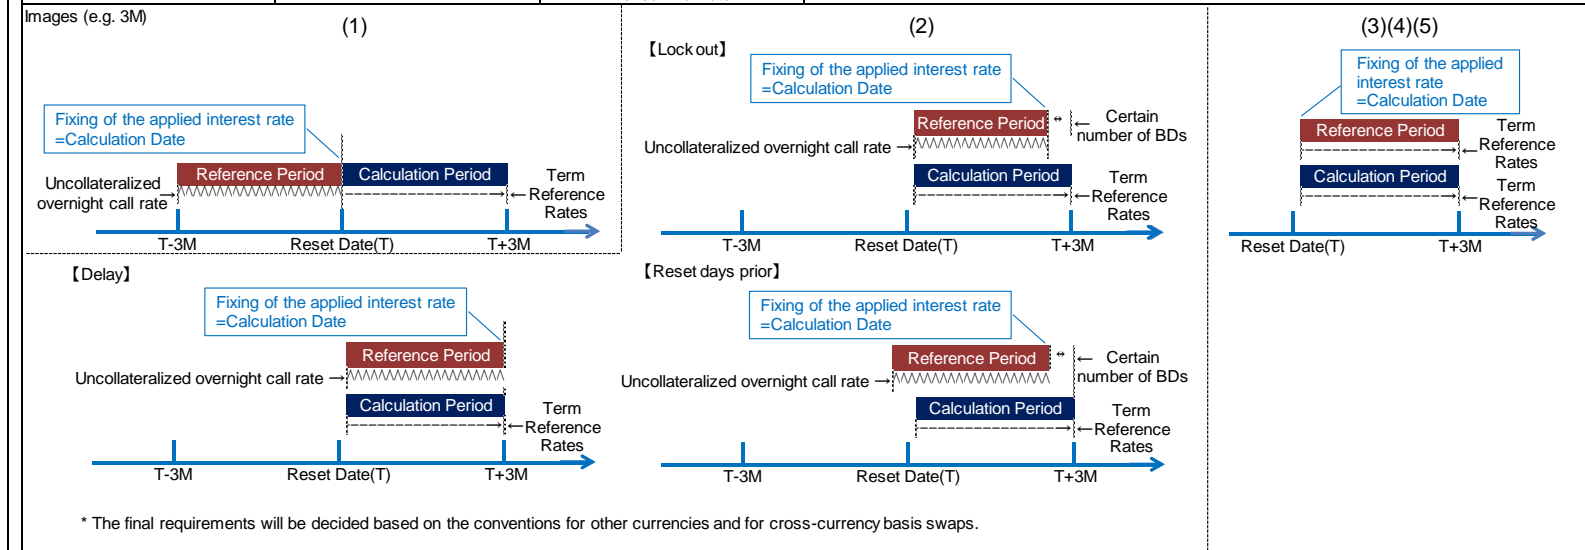 Images (e.g. 3M)
(1)
Fixing of the applied interest rate
=Calculation Date
Reference Period
Calculation Period
Uncollateralized
overnight call rate
Term
Reference
Rates
T-3M
Reset Date(T)
T+3M
【Delay】
Fixing of the applied interest rate
=Calculation Date
Reference Period
Uncollateralized overnight call rate
Calculation Period
Term
Reference
Rates
T-3M
Reset Date(T)
T+3M
(2)
【Lock out】
Fixing of the applied interest rate
=Calculation Date
Reference Period
Certain
number of BDs
Uncollateralized overnight call rate
Calculation Period
Term
Reference
Rates
T-3M
Reset Date(T)
T+3M
【Reset days prior】
Fixing of the applied interest rate
=Calculation Date
Reference Period
Certain
number of BDs
Uncollateralized overnight call rate
Calculation Period
Term
Reference
Rates
T-3M
Reset Date(T)
T+3M
(3)(4)(5)
Fixing of the applied
interest rate
=Calculation Date
Reference Period
Term
Reference
Rates
Calculation Period
Term
Reference
Rates
Reset Date(T)
T+3M
* The final requirements will be decided based on the conventions for other currencies and for cross-currency basis swaps.